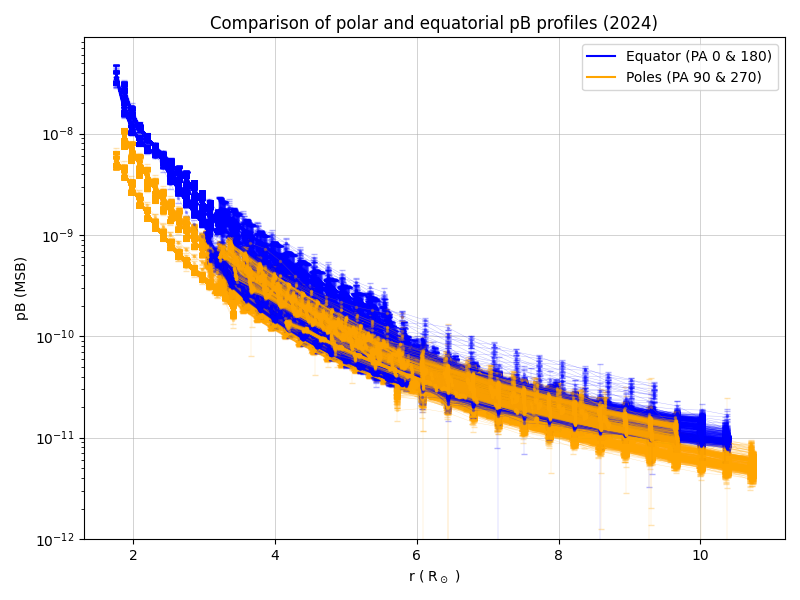 Comparison of polar and equatorial pB profiles (2024)
Equator (PA 0 & 180)
Poles (PA 90 & 270)
pB (MSB)
10⁻⁸
10⁻⁹
10⁻¹⁰
10⁻¹¹
10⁻¹²
2 4 6 8 10
r ( R⊙ )